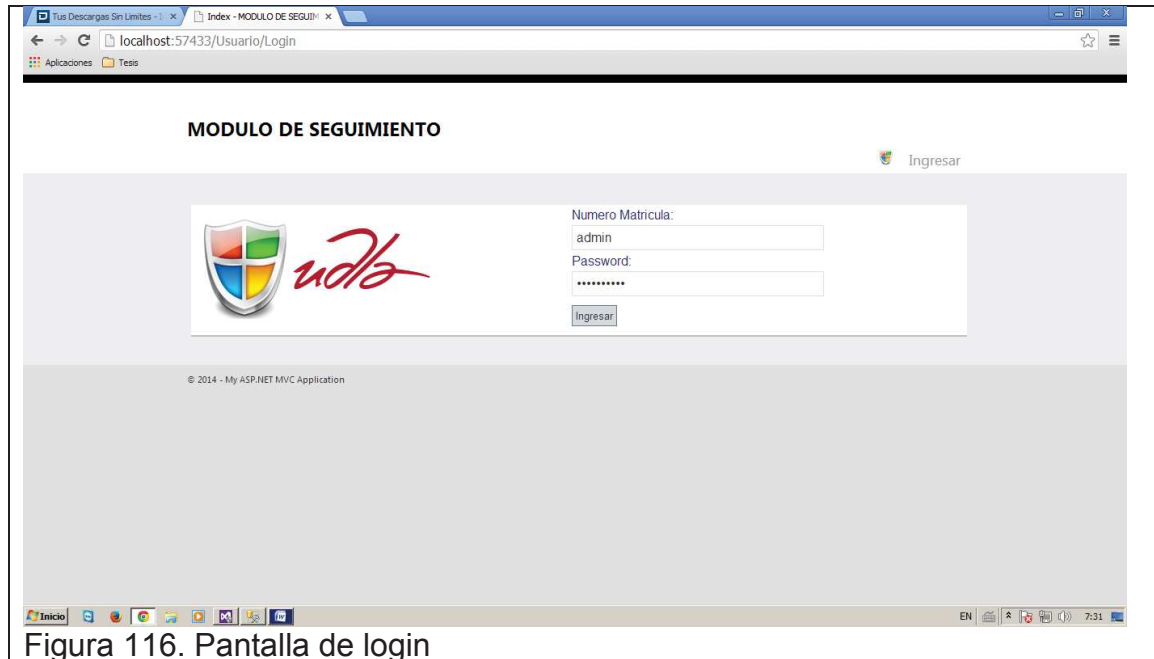 Tus Descargas Sin Limites - I
Index - MODULO DE SEGUIM
localhost:57433/Usuario/Login
Aplicaciones
Tesis
MODULO DE SEGUIMIENTO
Ingresar
Numero Matricula:
admin
udla
Password:
••••••••••
Ingresar
© 2014 - My ASP.NET MVC Application
Inicio
EN
7:31
Figura 116. Pantalla de login